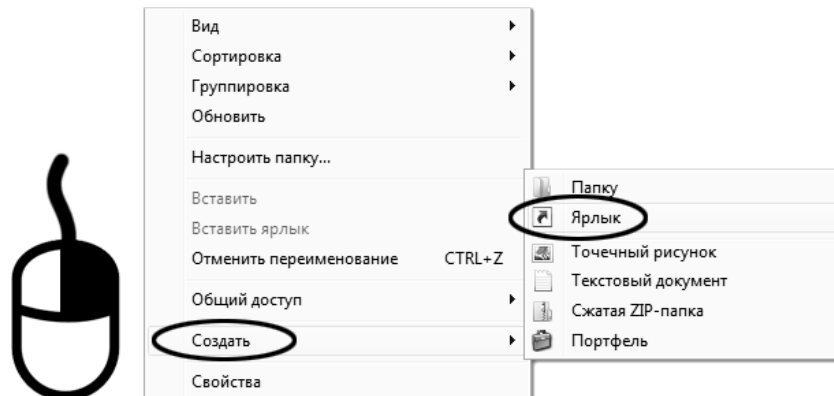 Вид
Сортировка
Группировка
Обновить
Настроить папку...
Вставить
Вставить ярлык
Отменить переименование CTRL+Z
Общий доступ
Создать
Свойства
Папку
Ярлык
Точечный рисунок
Текстовый документ
Сжатая ZIP-папка
Портфель